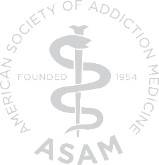 AMERICAN SOCIETY OF ADDICTION MEDICINE
FOUNDED 1954
ASAM